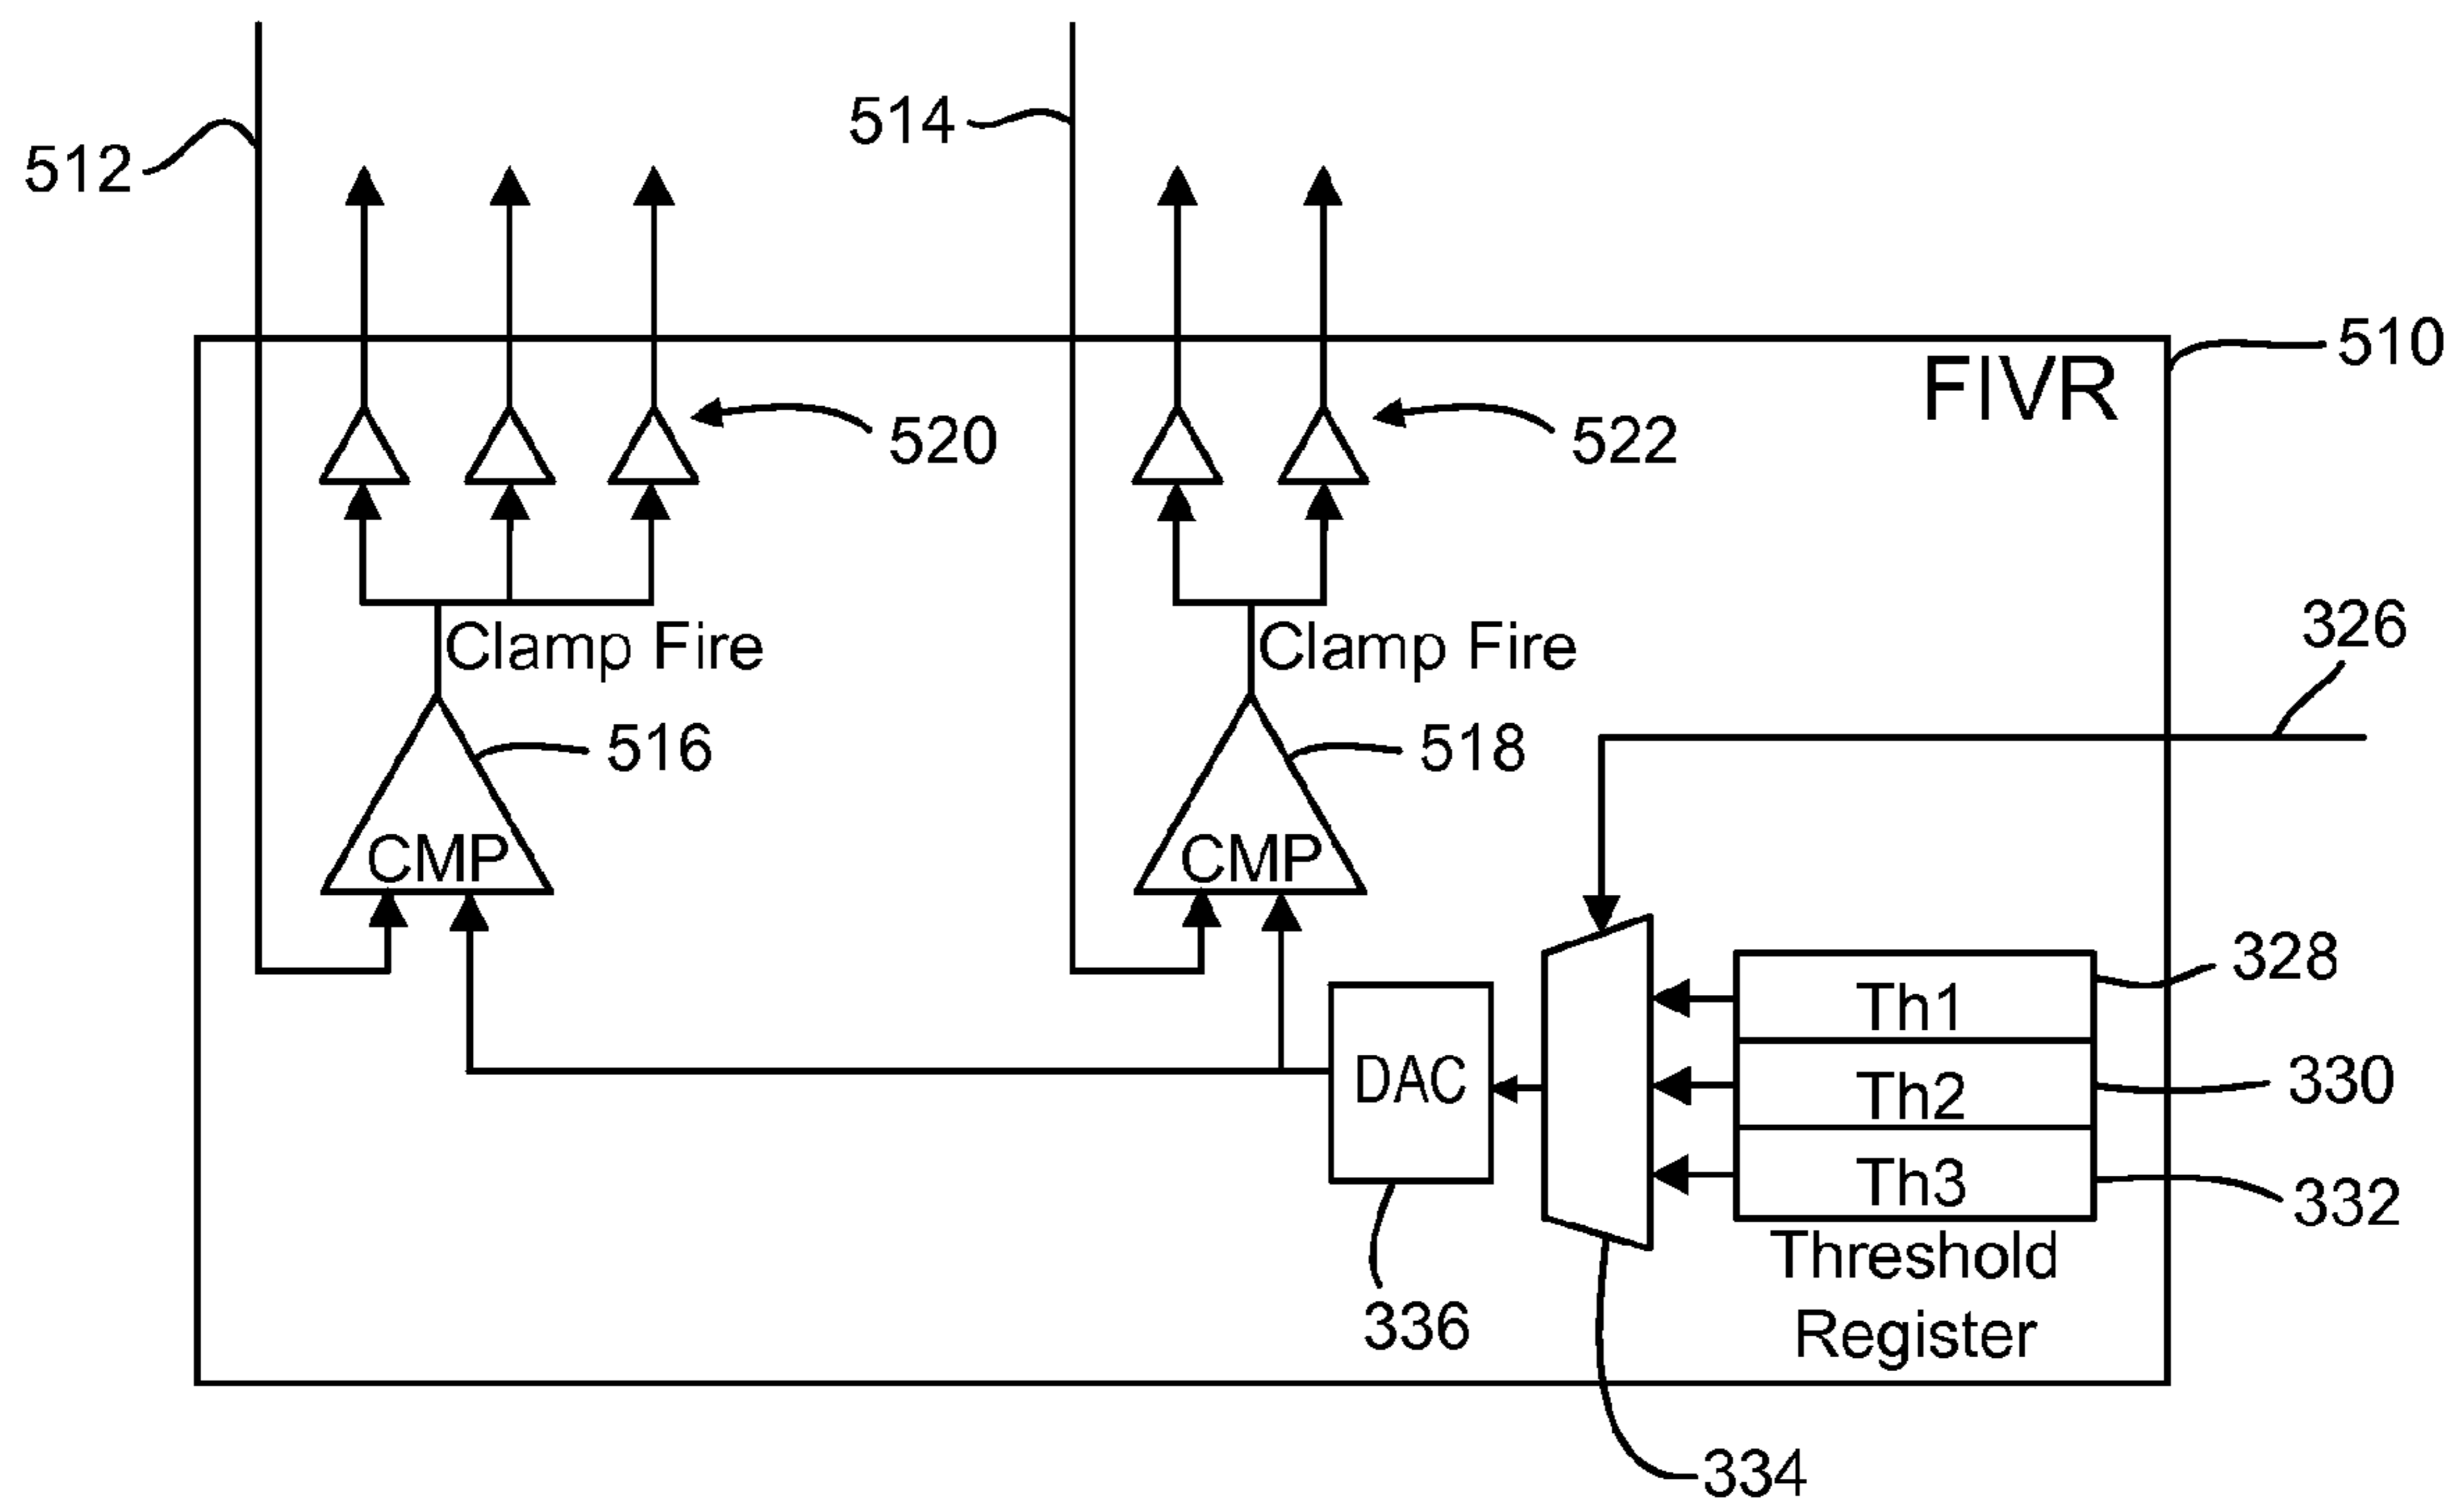 514
512
510
FIVR
520
522
326
Clamp Fire
Clamp Fire
516
518
CMP
CMP
328
Th1
DAC
330
Th2
Th3
332
Threshold
Register
336
334